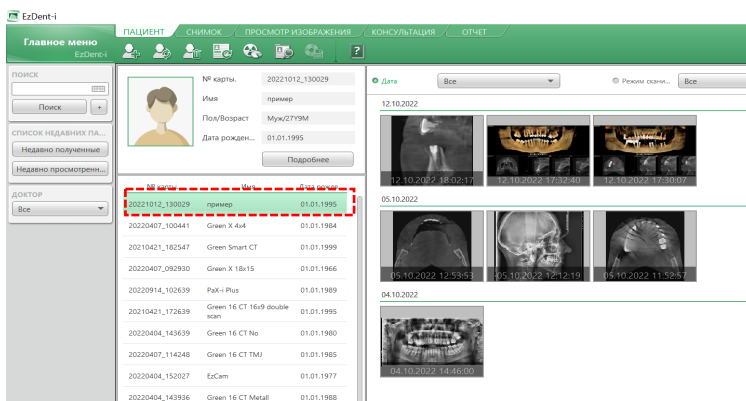 EzDent-i
Главное меню
EzDent-i
ПАЦИЕНТ
СНИМОК
ПРОСМОТР ИЗОБРАЖЕНИЯ
КОНСУЛЬТАЦИЯ
ОТЧЕТ
ПОИСК
Поиск
+
СПИСОК НЕДАВНИХ ПА...
Недавно полученные
Недавно просмотренн...
ДОКТОР
Все
№ карты.
20221012_130029
Имя
пример
Пол/Возраст
Муж/27Y9M
Дата рожден...
01.01.1995
Подробнее
№ карты
Имя
Дата рожде
20221012_130029 пример 01.01.1995
20220407_100441 Green X 4x4 01.01.1984
20210421_182547 Green Smart CT 01.01.1999
20220407_092930 Green X 18x15 01.01.1966
20220914_102639 PaX-i Plus 01.01.1989
20210421_172639 Green 16 CT 16x9 double scan 01.01.1995
20220404_143639 Green 16 CT No 01.01.1980
20220407_114248 Green 16 CT TMJ 01.01.1985
20220404_152027 EzCam 01.01.1977
20220404_143936 Green 16 CT Metall 01.01.1988
Дата
Все
Режим скани...
Все
12.10.2022
12.10.2022 18:02:17
12.10.2022 17:32:40
12.10.2022 17:30:07
05.10.2022
05.10.2022 12:53:53
05.10.2022 12:12:19
05.10.2022 11:52:57
04.10.2022
04.10.2022 14:46:00